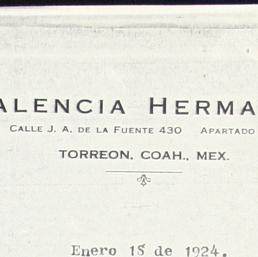 ALENCIA HERMA
CALLE J. A. DE LA FUENTE 430 APARTADO
TORREON, COAH., MEX.
Enero 15 de 1924.